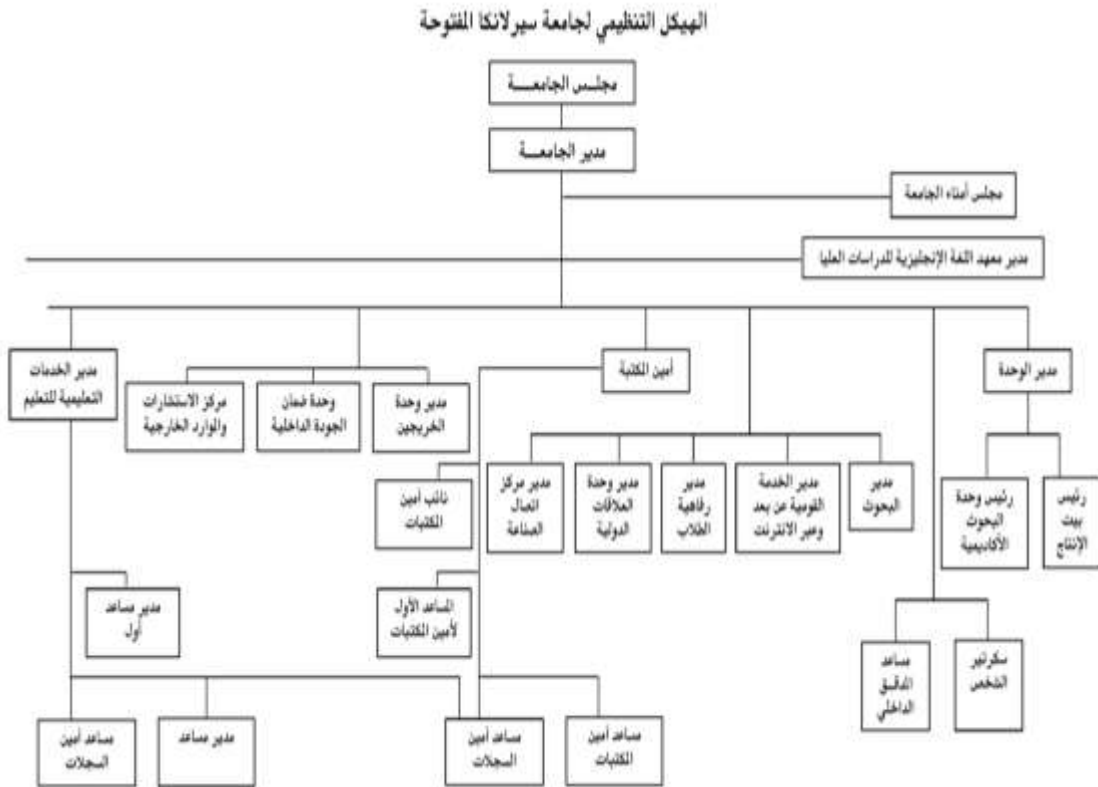 الهيكل التنظيمي لجامعة سيرلانكا المفتوحة
مجلس الجامعة
مدير الجامعة
مجلس أمناء الجامعة
مدير معهد اللغة الإنجليزية للدراسات العليا
مدير الوحدة
أمين المكتبة
مدير الخدمات
التعليمية للتعليم
مدير وحدة
الخريجين
وحدة ضمان
الجودة الداخلية
مركز الاستشارات
والوارد الخارجية
رئيس
بيت
الإنتاج
رئيس وحدة
البحوث
الأكاديمية
مدير
البحوث
مدير الخدمة
القومية عن بعد
وعبر الانترنت
مدير
رفاهية
الطلاب
مدير وحدة
العلاقات
الدولية
مدير مركز
اتصال
الصناعة
نائب أمين
المكتبات
المساعد الأول
لأمين المكتبات
مدير مساعد
أول
سكرتير
الشخص
مساعد
المدقق
الداخلي
مساعد أمين
المكتبات
مساعد أمين
السجلات
مدير مساعد
مساعد أمين
السجلات